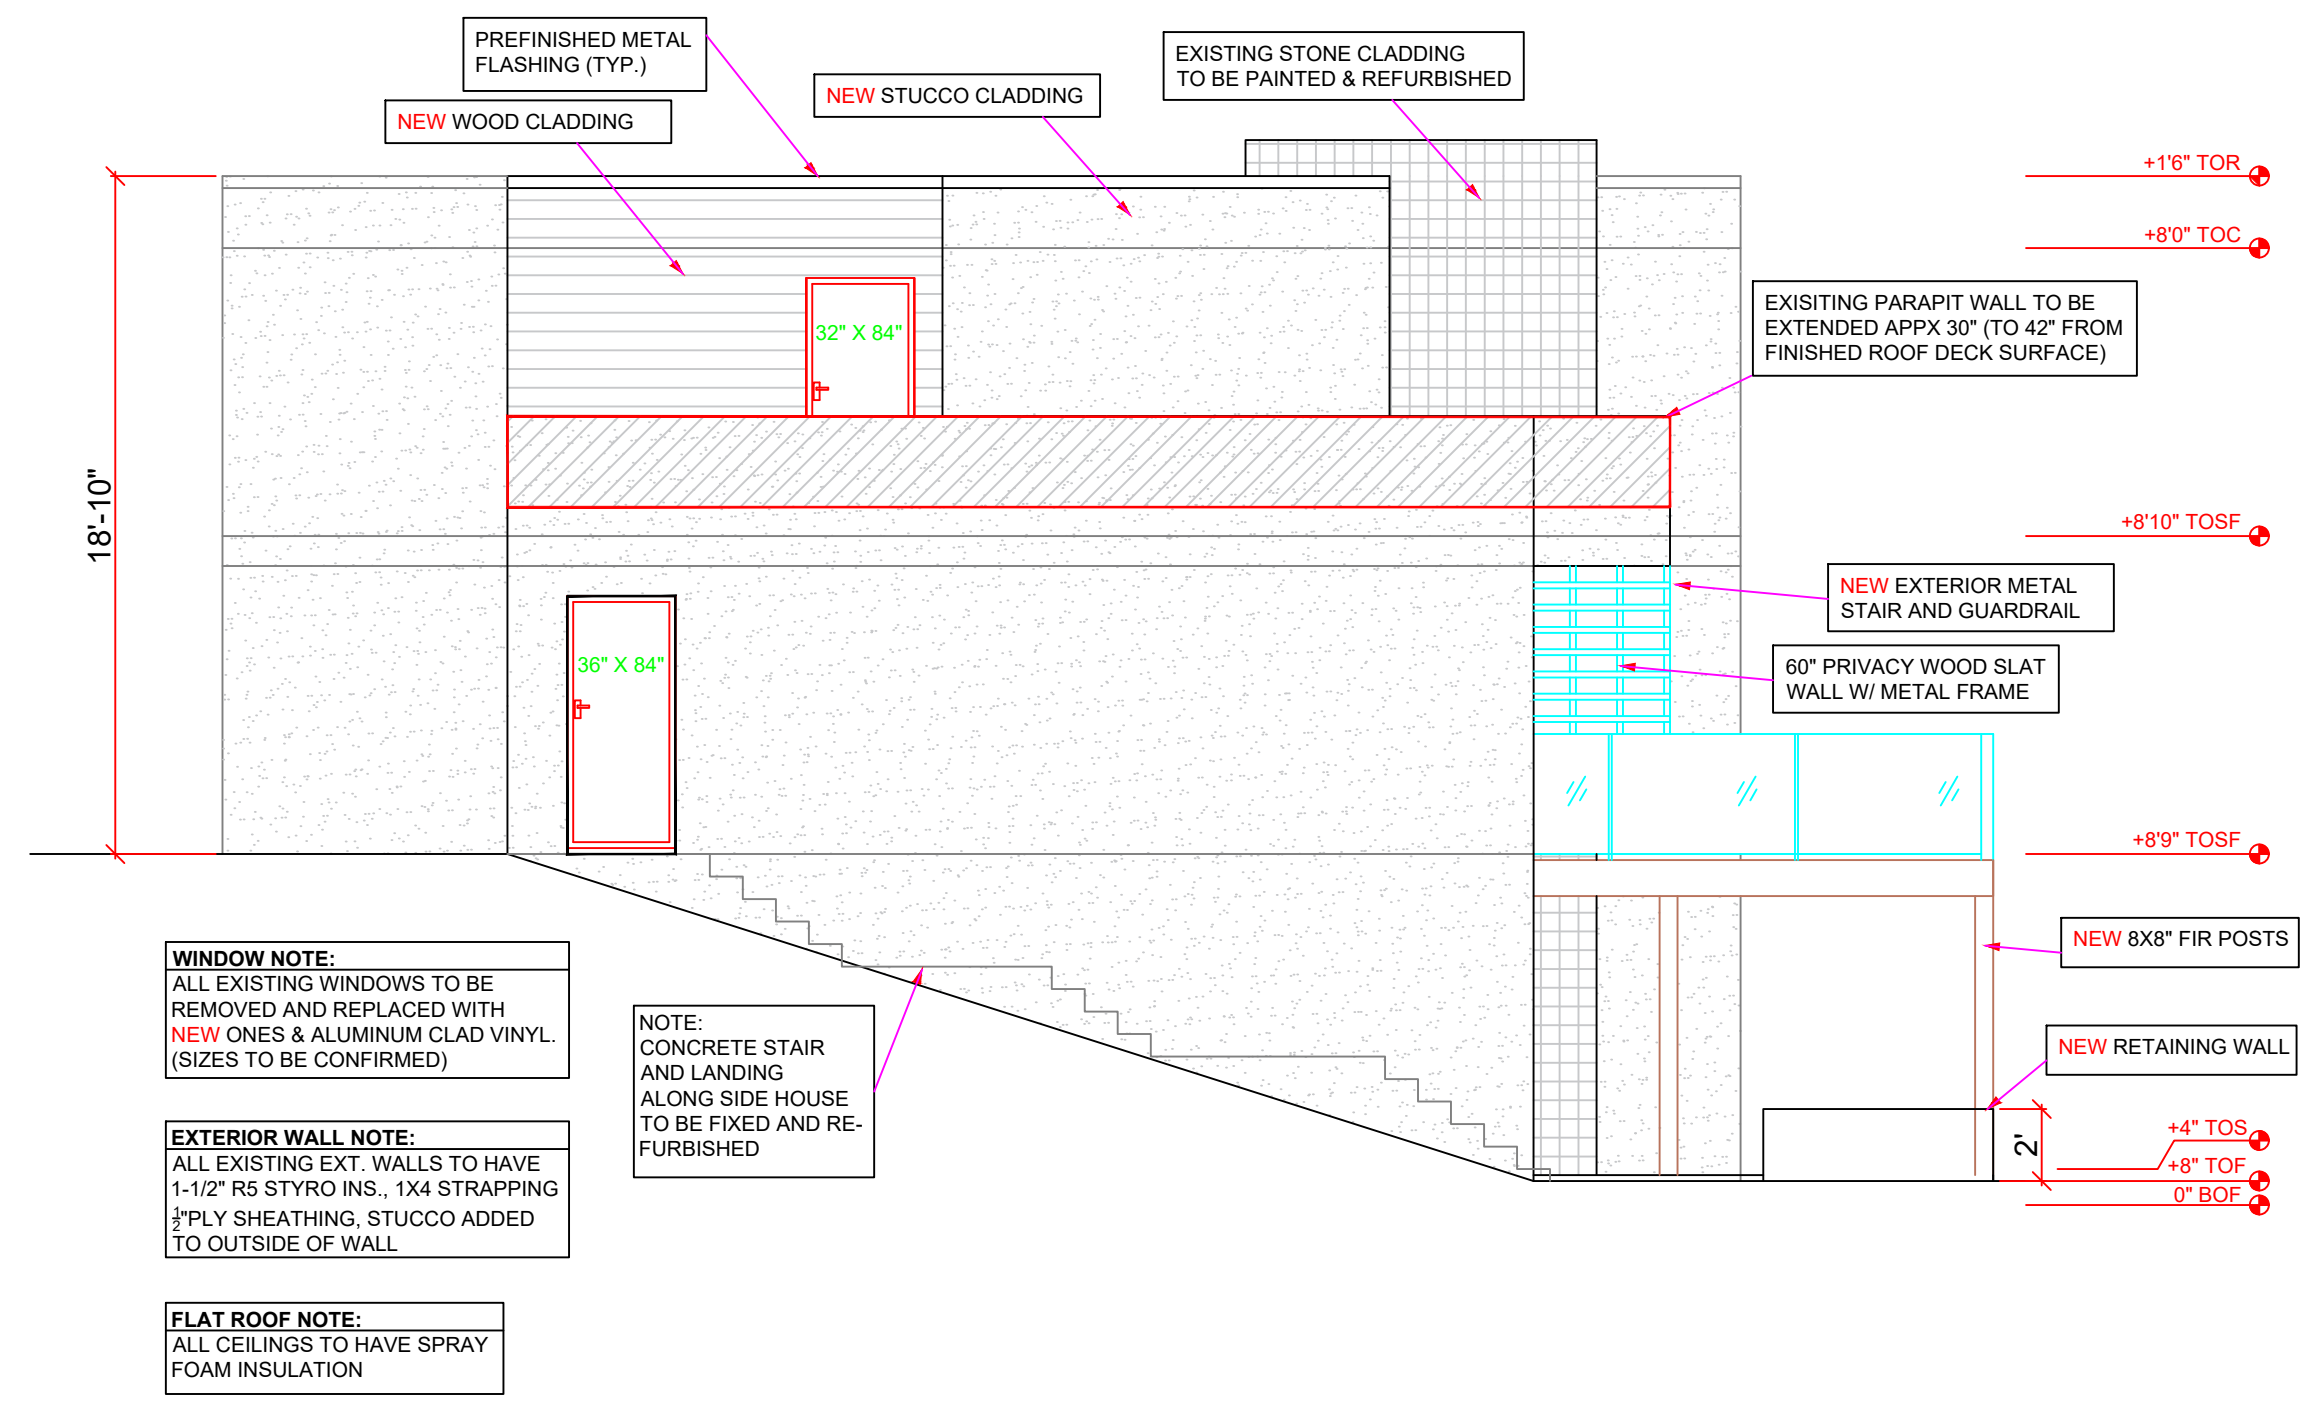 PREFINISHED METAL
FLASHING (TYP.)
NEW WOOD CLADDING
NEW STUCCO CLADDING
EXISTING STONE CLADDING
TO BE PAINTED & REFURBISHED
+1'6" TOR
+8'0" TOC
EXISITING PARAPIT WALL TO BE
EXTENDED APPX 30" (TO 42" FROM
FINISHED ROOF DECK SURFACE)
32" X 84"
18'-10"
+8'10" TOSF
NEW EXTERIOR METAL
STAIR AND GUARDRAIL
36" X 84"
60" PRIVACY WOOD SLAT
WALL W/ METAL FRAME
+8'9" TOSF
NEW 8X8" FIR POSTS
WINDOW NOTE:
ALL EXISTING WINDOWS TO BE
REMOVED AND REPLACED WITH
NEW ONES & ALUMINUM CLAD VINYL.
(SIZES TO BE CONFIRMED)
NOTE:
CONCRETE STAIR
AND LANDING
ALONG SIDE HOUSE
TO BE FIXED AND RE-
FURBISHED
NEW RETAINING WALL
2'
+4" TOS
+8" TOF
0" BOF
EXTERIOR WALL NOTE:
ALL EXISTING EXT. WALLS TO HAVE
1-1/2" R5 STYRO INS., 1X4 STRAPPING
½"PLY SHEATHING, STUCCO ADDED
TO OUTSIDE OF WALL
FLAT ROOF NOTE:
ALL CEILINGS TO HAVE SPRAY
FOAM INSULATION